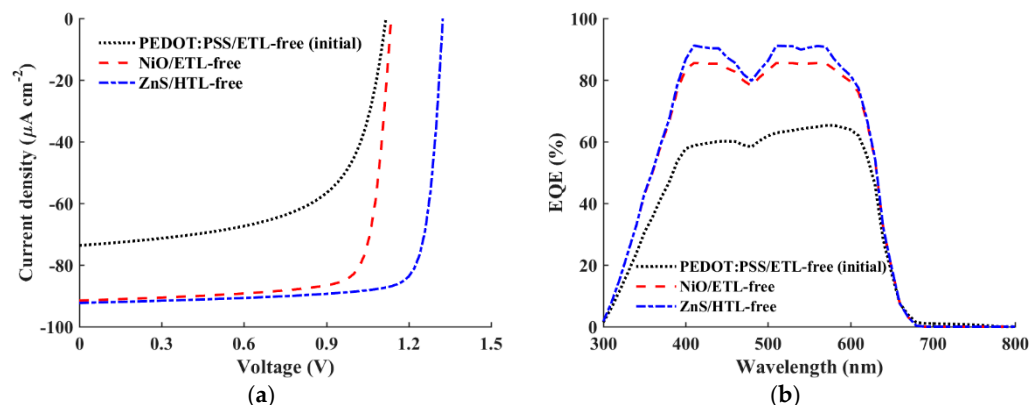 0
-20
-40
-60
-80
-100
Current density (μA cm⁻²)
PEDOT:PSS/ETL-free (initial)
NiO/ETL-free
ZnS/HTL-free
0 0.3 0.6 0.9 1.2 1.5
Voltage (V)
(a)
100
80
60
40
20
0
EQE (%)
PEDOT:PSS/ETL-free (initial)
NiO/ETL-free
ZnS/HTL-free
300 400 500 600 700 800
Wavelength (nm)
(b)